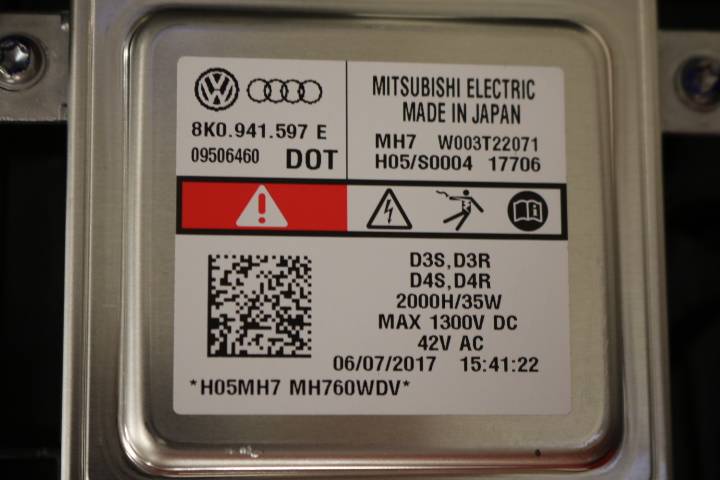 8K0.941.597 E
09506460 DOT
MITSUBISHI ELECTRIC
MADE IN JAPAN
MH7 W003T22071
H05/S0004 17706
D3S,D3R
D4S,D4R
2000H/35W
MAX 1300V DC
42V AC
06/07/2017 15:41:22
*H05MH7 MH760WDV*